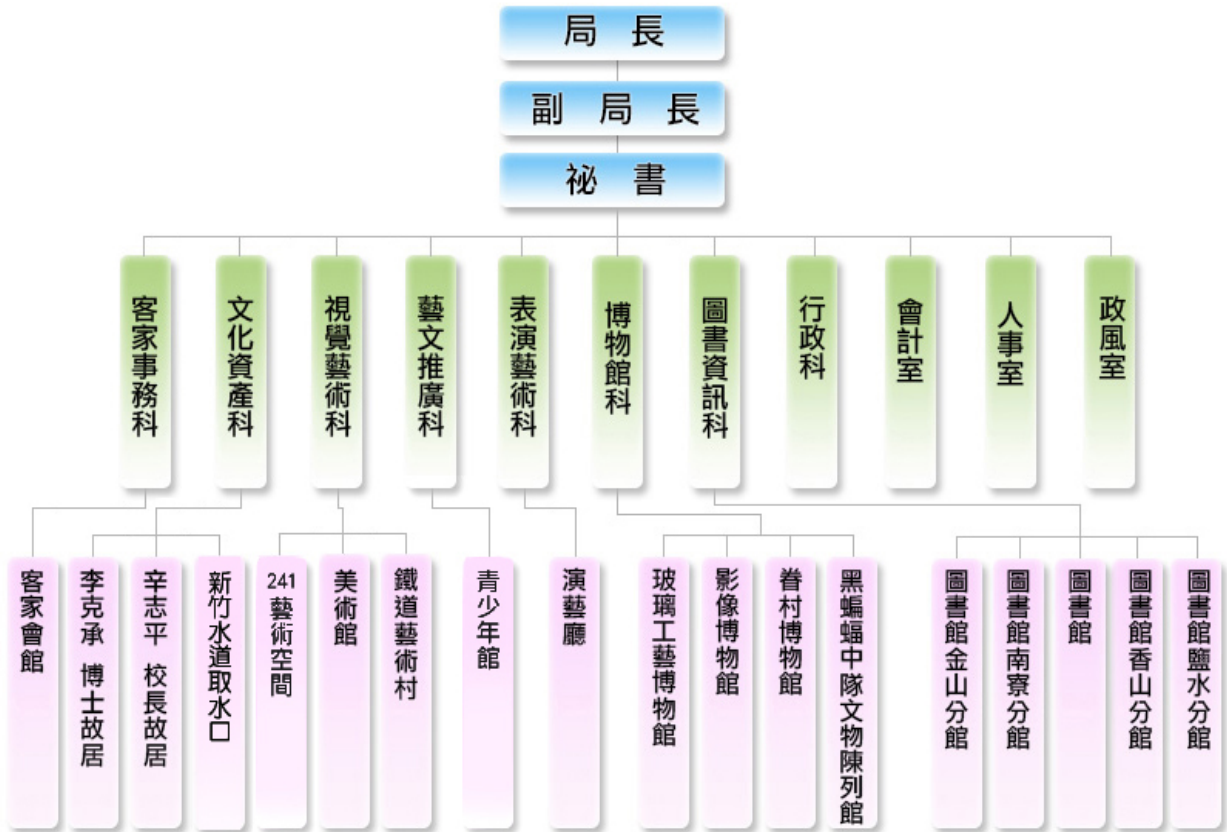 局 長
副 局 長
祕 書
客家事務科
文化資產科
視覺藝術科
藝文推廣科
表演藝術科
博物館科
圖書資訊科
行政科
會計室
人事室
政風室
客家會館
李克承 博士故居
辛志平 校長故居
新竹水道取水口
241藝術空間
美術館
鐵道藝術村
青少年館
演藝廳
玻璃工藝博物館
影像博物館
眷村博物館
黑蝙蝠中隊文物陳列館
圖書館金山分館
圖書館南寮分館
圖書館
圖書館香山分館
圖書館鹽水分館